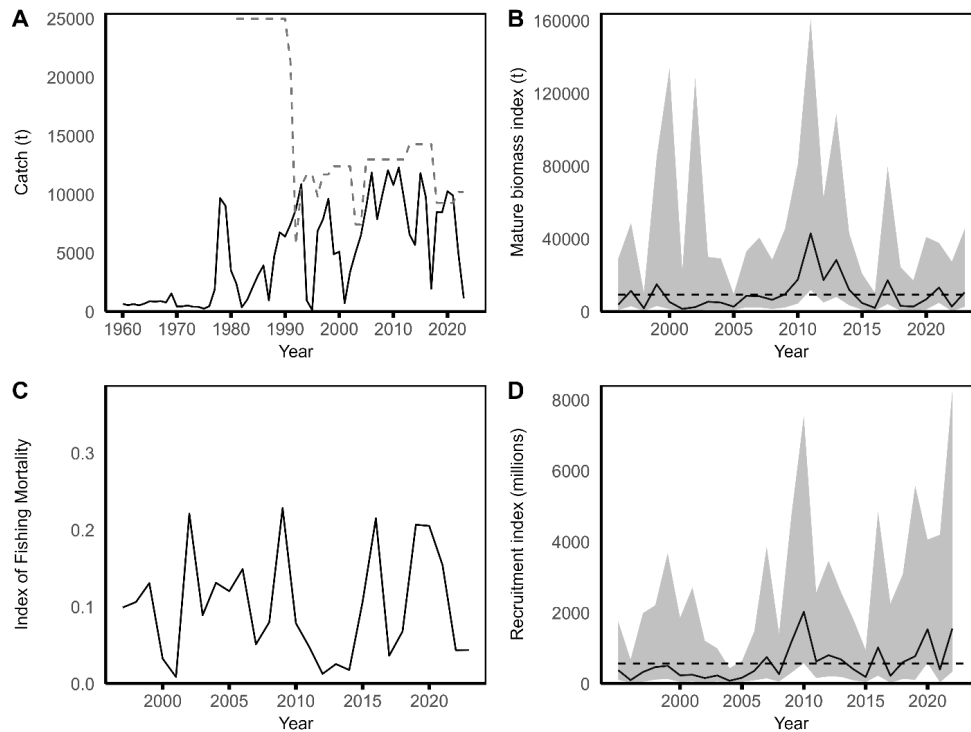 A
Catch (t)
25000
20000
15000
10000
5000
0
1960 1970 1980 1990 2000 2010 2020
Year
B
Mature biomass index (t)
160000
120000
80000
40000
0
2000 2005 2010 2015 2020
Year
C
Index of Fishing Mortality
0.3
0.2
0.1
0.0
2000 2005 2010 2015 2020
Year
D
Recruitment index (millions)
8000
6000
4000
2000
0
2000 2005 2010 2015 2020
Year